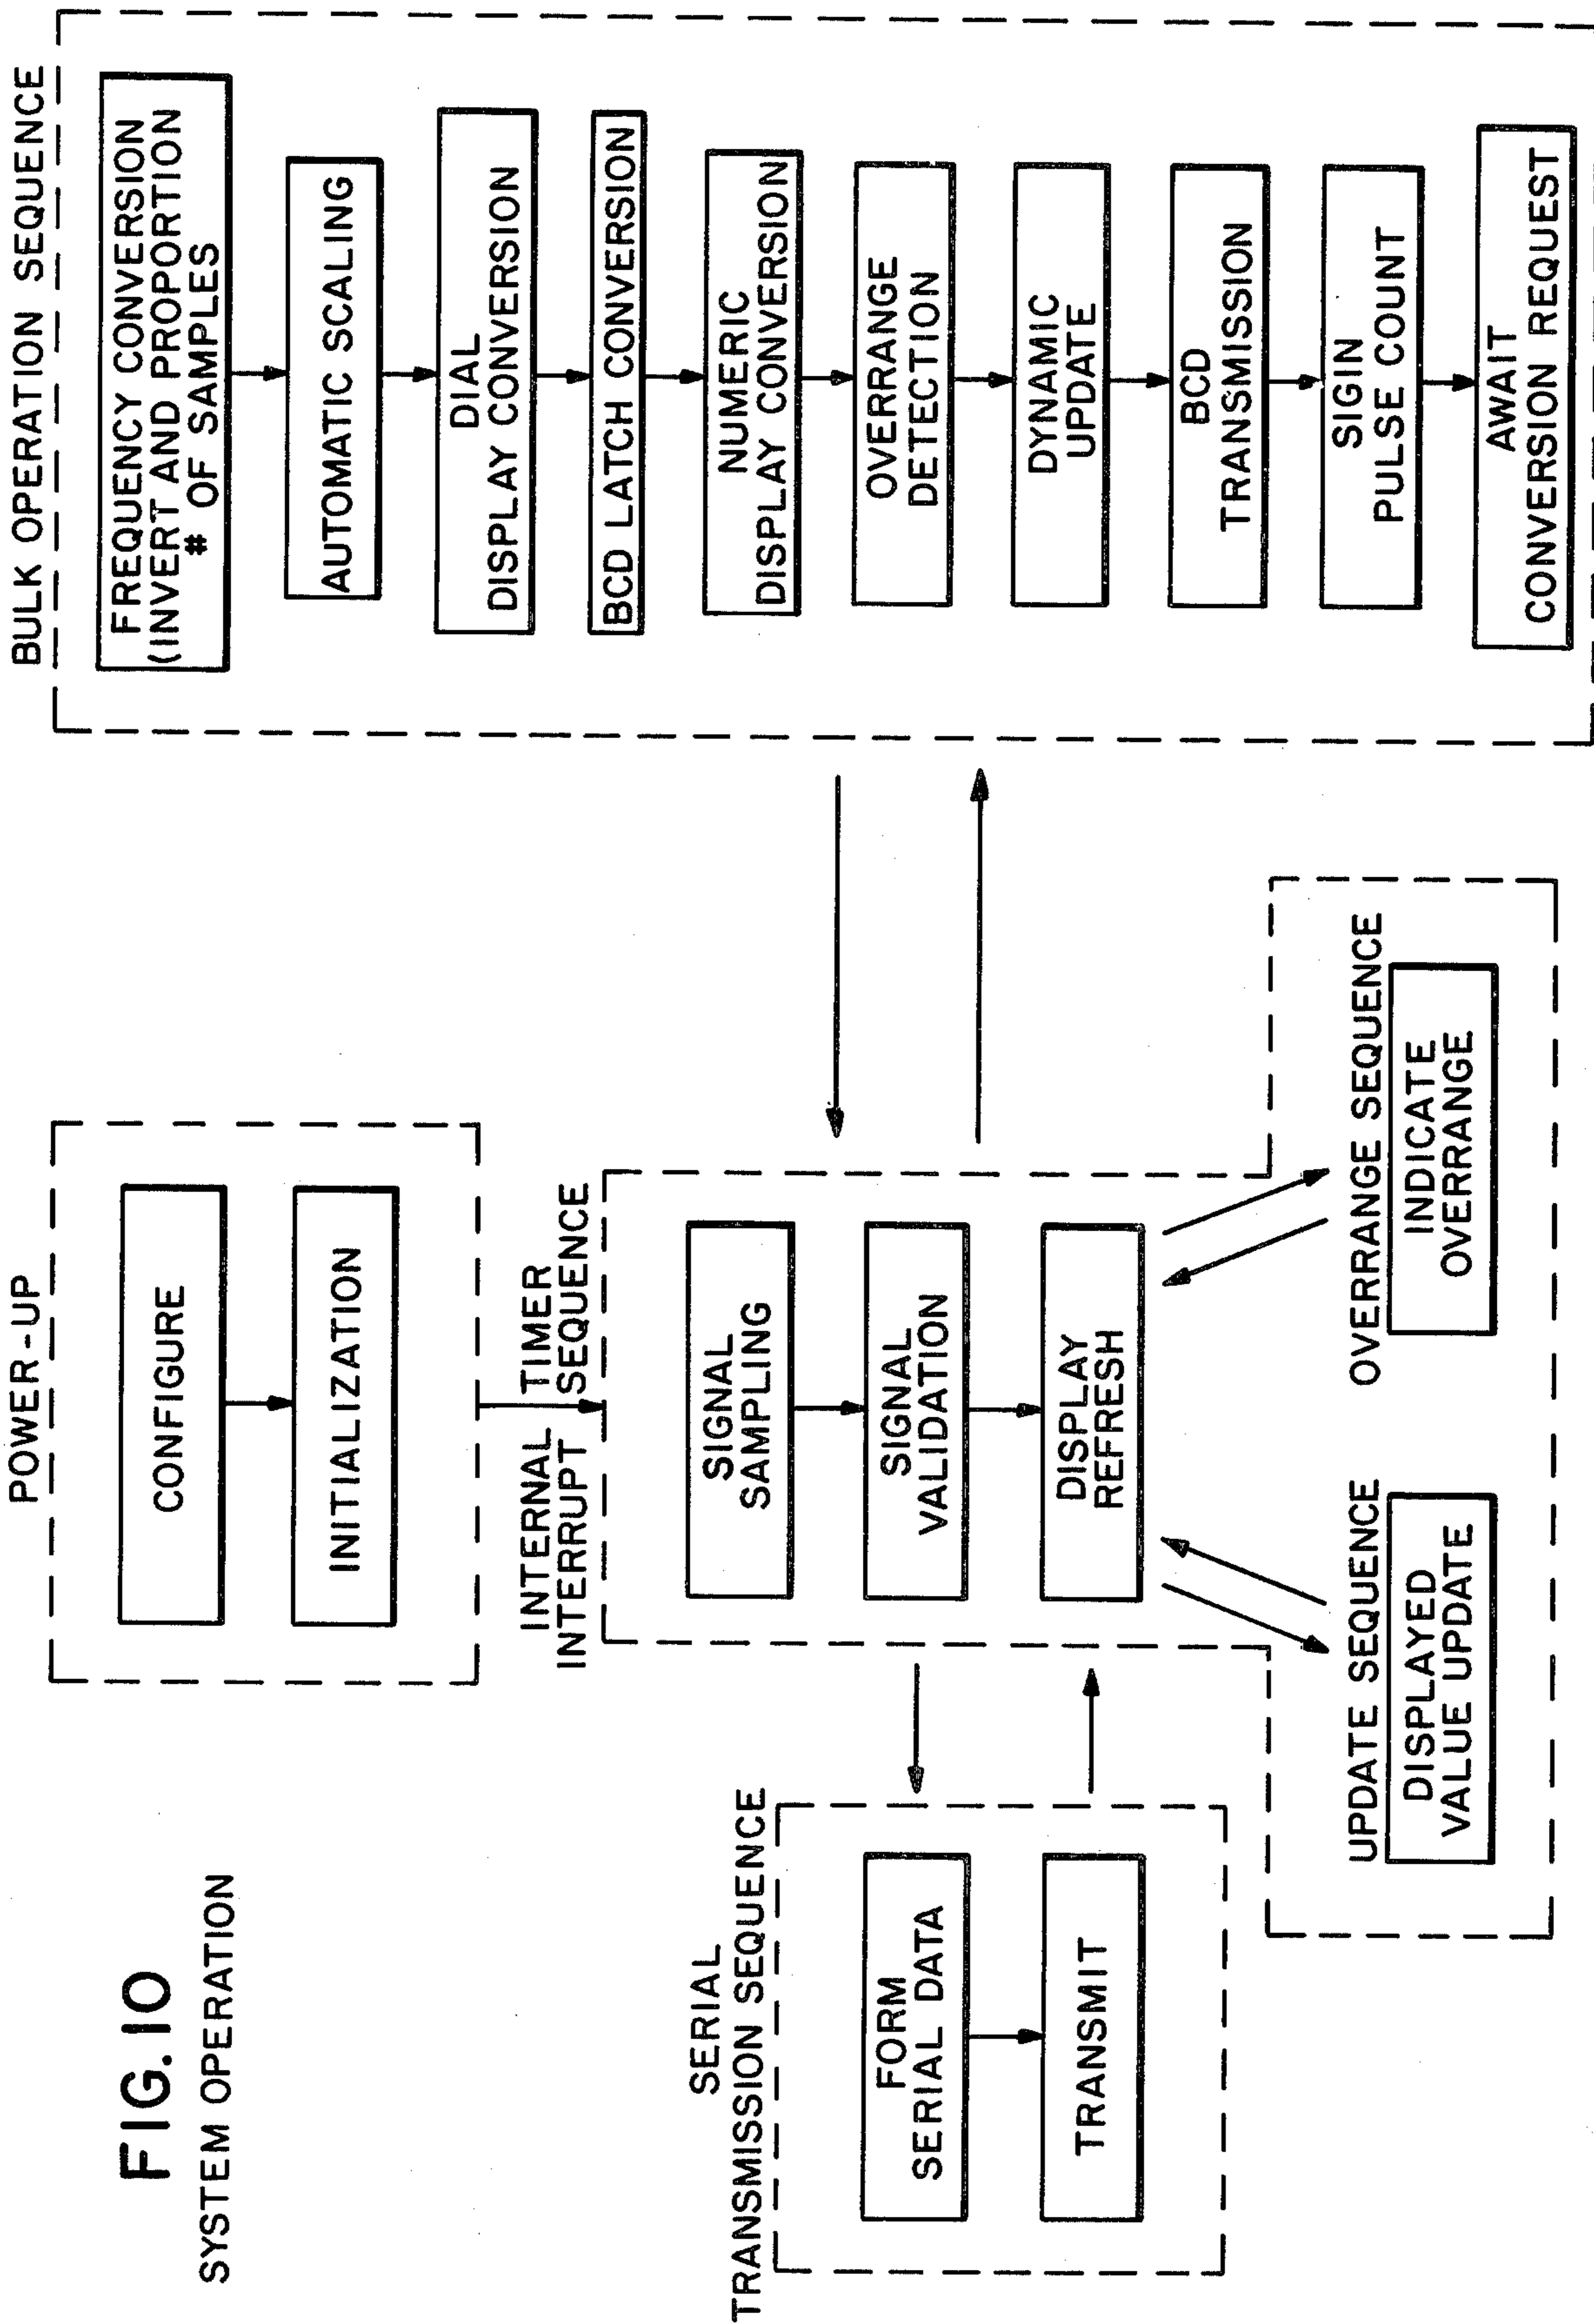 FIG. 10
SYSTEM OPERATION
POWER-UP
CONFIGURE
INITIALIZATION
INTERNAL TIMER
INTERRUPT SEQUENCE
SIGNAL
SAMPLING
SIGNAL
VALIDATION
DISPLAY
REFRESH
SERIAL
TRANSMISSION SEQUENCE
FORM
SERIAL DATA
TRANSMIT
UPDATE SEQUENCE
DISPLAYED
VALUE UPDATE
OVERRANGE SEQUENCE
INDICATE
OVERRANGE
BULK OPERATION SEQUENCE
FREQUENCY CONVERSION
(INVERT AND PROPORTION
# OF SAMPLES
AUTOMATIC SCALING
DIAL
DISPLAY CONVERSION
BCD LATCH CONVERSION
NUMERIC
DISPLAY CONVERSION
OVERRANGE
DETECTION
DYNAMIC
UPDATE
BCD
TRANSMISSION
SIGIN
PULSE COUNT
AWAIT
CONVERSION REQUEST